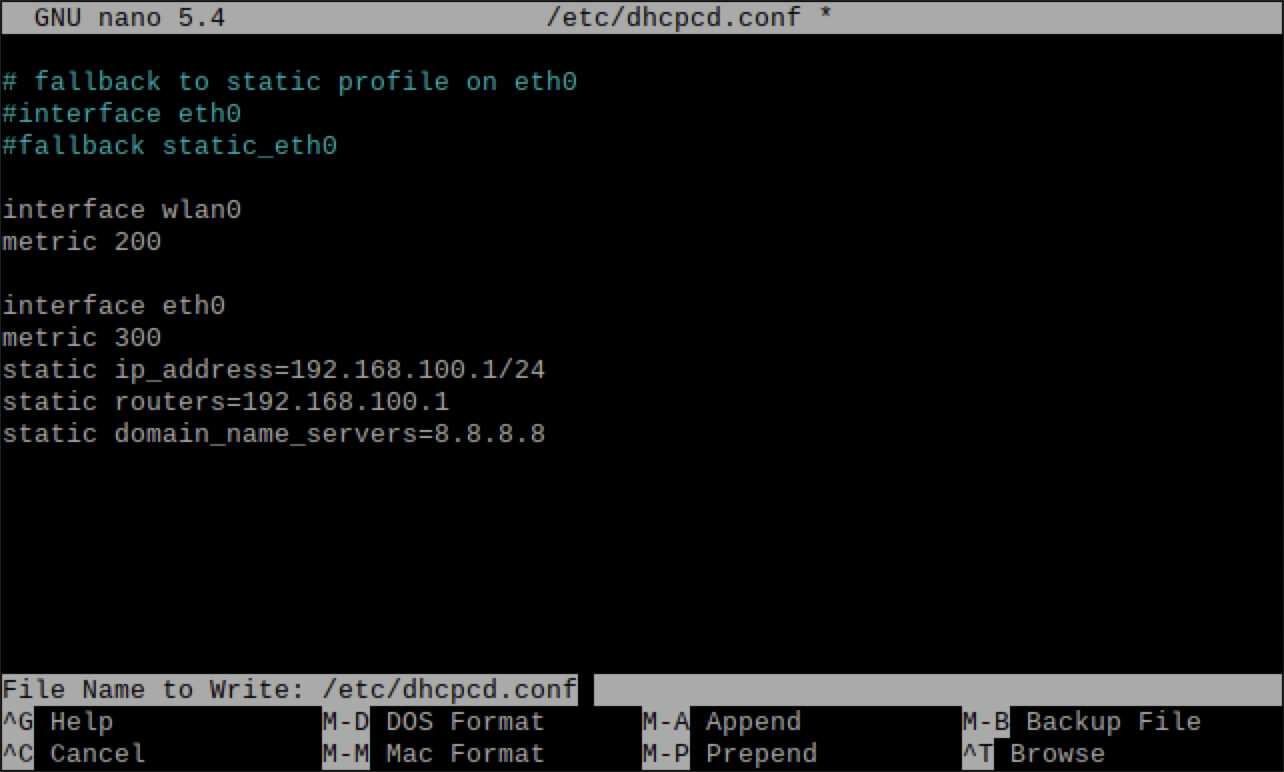 GNU nano 5.4 /etc/dhcpcd.conf *
# fallback to static profile on eth0
#interface eth0
#fallback static_eth0
interface wlan0
metric 200
interface eth0
metric 300
static ip_address=192.168.100.1/24
static routers=192.168.100.1
static domain_name_servers=8.8.8.8
File Name to Write: /etc/dhcpcd.conf
^G Help M-D DOS Format M-A Append M-B Backup File
^C Cancel M-M Mac Format M-P Prepend ^T Browse